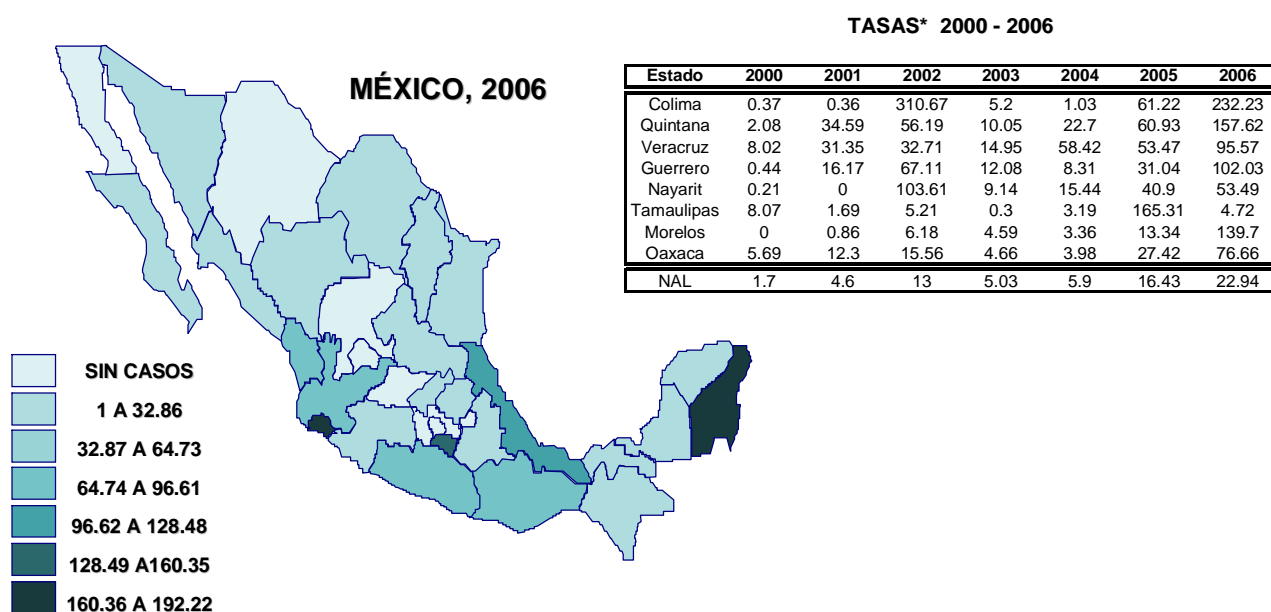 TASAS* 2000 - 2006
MÉXICO, 2006
Estado 2000 2001 2002 2003 2004 2005 2006
Colima 0.37 0.36 310.67 5.2 1.03 61.22 232.23
Quintana 2.08 34.59 56.19 10.05 22.7 60.93 157.62
Veracruz 8.02 31.35 32.71 14.95 58.42 53.47 95.57
Guerrero 0.44 16.17 67.11 12.08 8.31 31.04 102.03
Nayarit 0.21 0 103.61 9.14 15.44 40.9 53.49
Tamaulipas 8.07 1.69 5.21 0.3 3.19 165.31 4.72
Morelos 0 0.86 6.18 4.59 3.36 13.34 139.7
Oaxaca 5.69 12.3 15.56 4.66 3.98 27.42 76.66
NAL 1.7 4.6 13 5.03 5.9 16.43 22.94
SIN CASOS
1 A 32.86
32.87 A 64.73
64.74 A 96.61
96.62 A 128.48
128.49 A160.35
160.36 A 192.22